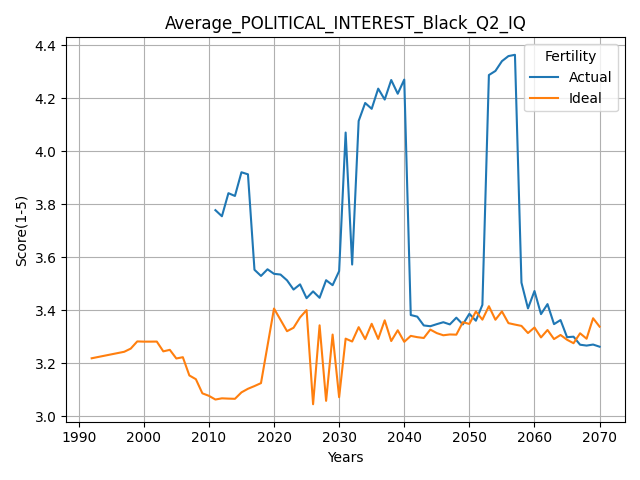 Average_POLITICAL_INTEREST_Black_Q2_IQ
Fertility
Actual
Ideal
Score(1-5)
4.4
4.2
4.0
3.8
3.6
3.4
3.2
3.0
1990 2000 2010 2020 2030 2040 2050 2060 2070
Years